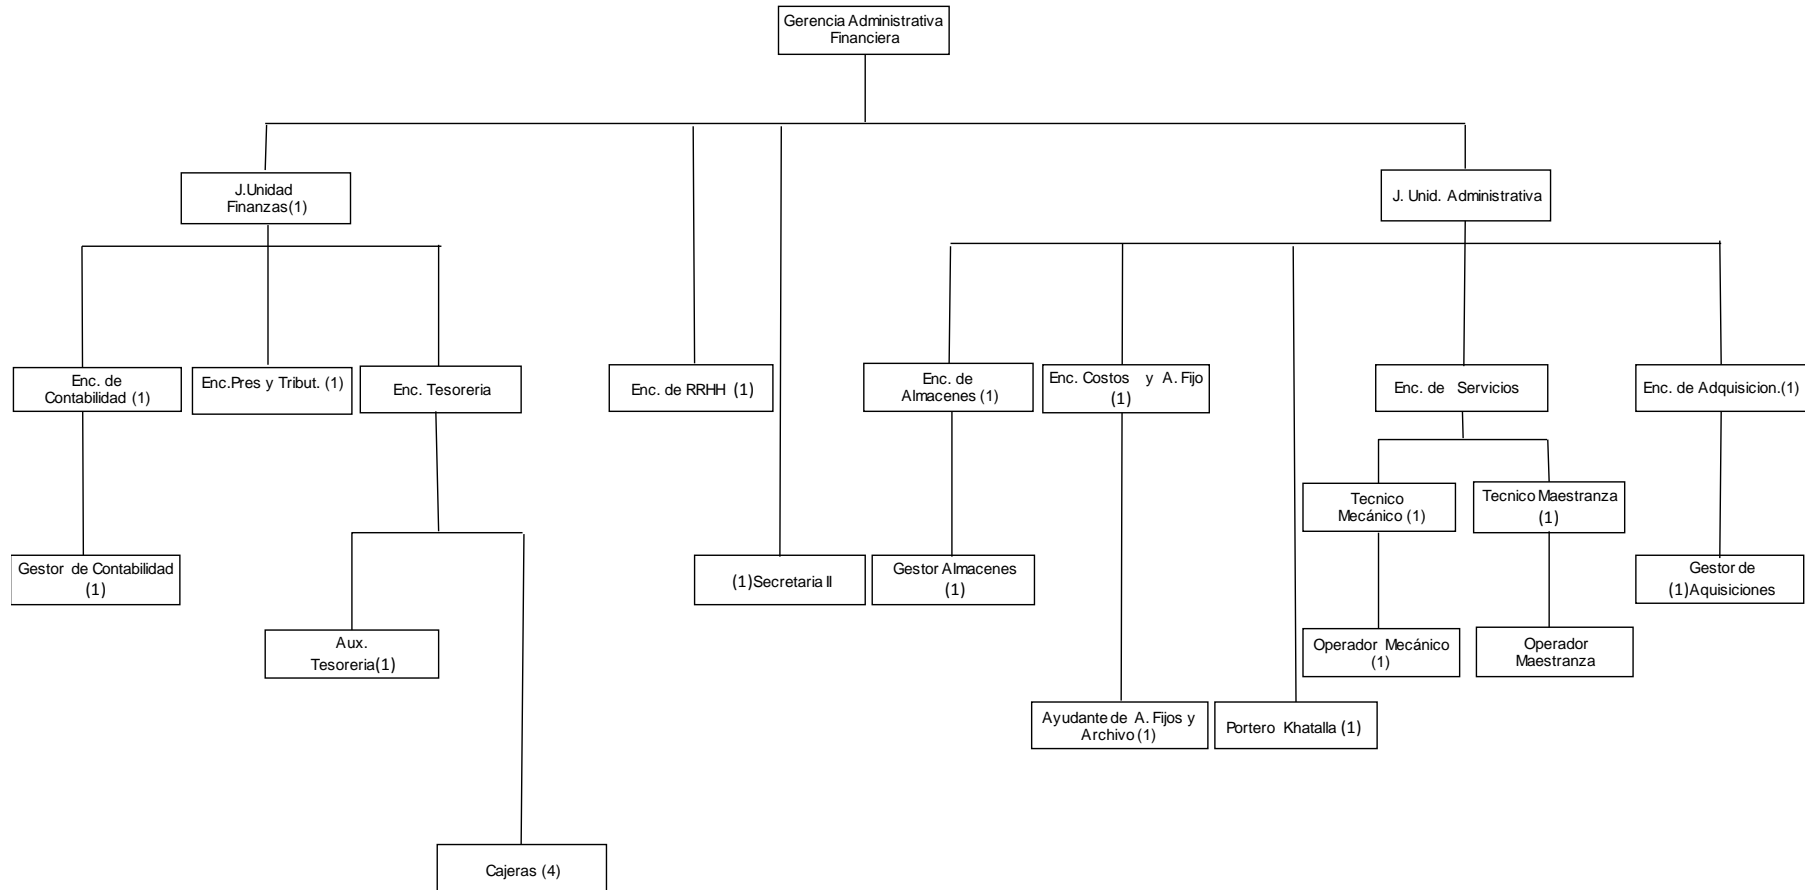 Gerencia Administrativa
Financiera
J.Unidad
Finanzas(1)
J. Unid. Administrativa
Enc. de
Contabilidad (1)
Enc.Pres y Tribut. (1)
Enc. Tesoreria
Enc. de RRHH (1)
Enc. de
Almacenes (1)
Enc. Costos y A. Fijo
(1)
Enc. de Servicios
Enc. de Adquisicion.(1)
Tecnico
Mecánico (1)
Tecnico Maestranza
(1)
Gestor de Contabilidad
(1)
(1)Secretaria II
Gestor Almacenes
(1)
Gestor de
(1)Aquisiciones
Aux.
Tesoreria(1)
Operador Mecánico
(1)
Operador
Maestranza
Ayudante de A. Fijos y
Archivo (1)
Portero Khatalla (1)
Cajeras (4)